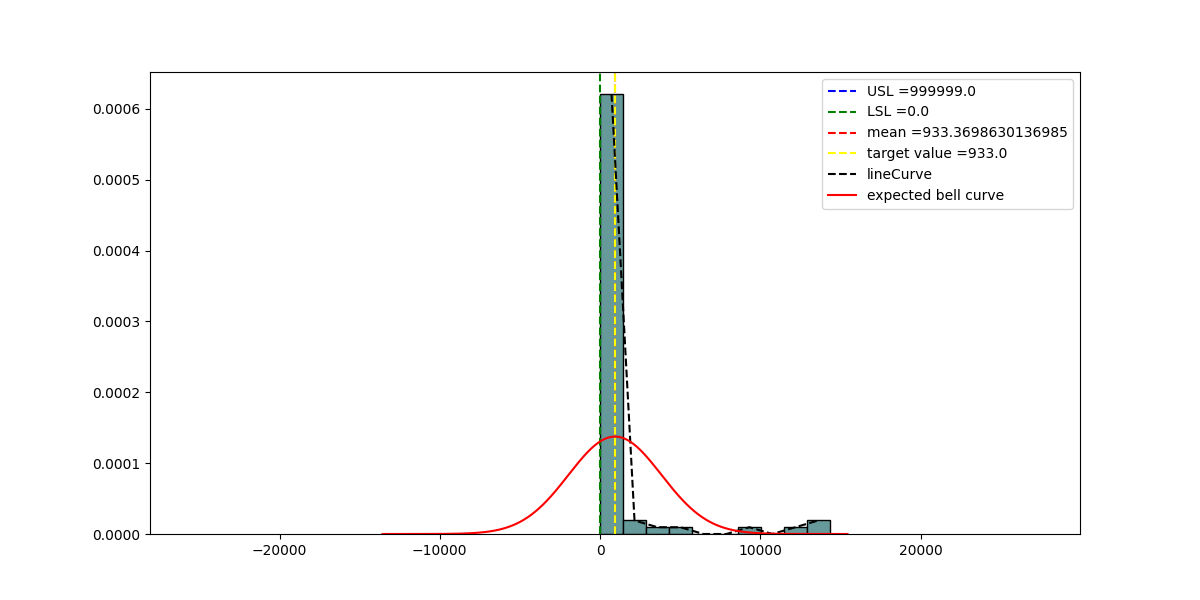 USL =999999.0
LSL =0.0
mean =933.3698630136985
target value =933.0
lineCurve
expected bell curve
0.0006
0.0005
0.0004
0.0003
0.0002
0.0001
0.0000
−20000
−10000
0
10000
20000